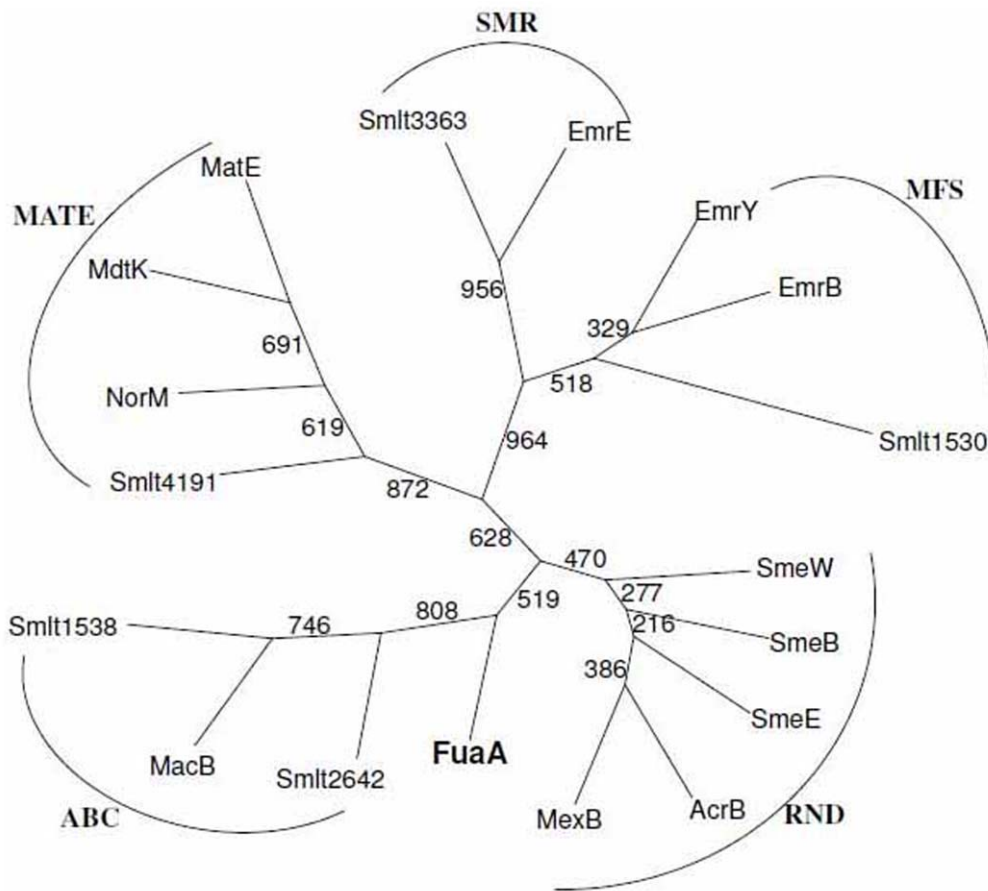 SMR
Smlt3363
EmrE
MatE
MATE
EmrY
MFS
MdtK
956
EmrB
329
691
518
NorM
619
964
Smlt1530
Smlt4191
872
628
470
SmeW
277
519
808
746
Smlt1538
216
SmeB
386
SmeE
FuaA
MacB
Smlt2642
ABC
MexB
AcrB
RND